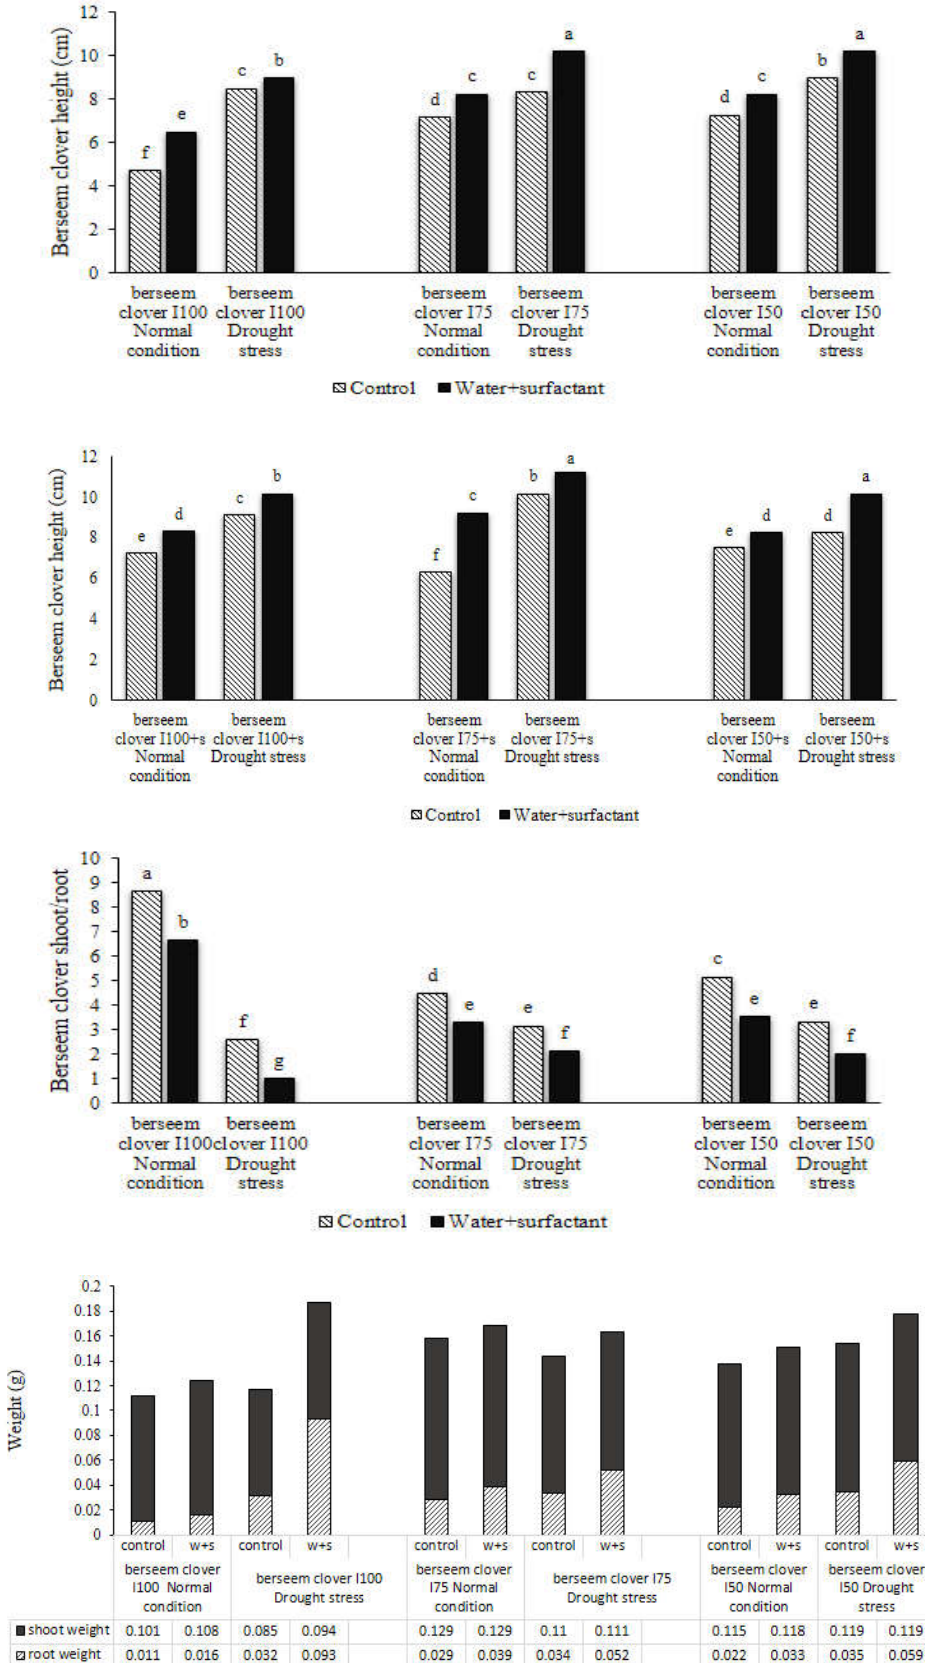 12
10
8
6
4
2
0
Berseem clover height (cm)
f
e
c
b
d
c
c
a
d
c
b
a
berseem clover I100 Normal condition
berseem clover I100 Drought stress
berseem clover I75 Normal condition
berseem clover I75 Drought stress
berseem clover I50 Normal condition
berseem clover I50 Drought stress
Control Water+surfactant
12
10
8
6
4
2
0
Berseem clover height (cm)
e
d
c
b
f
c
b
a
e
d
d
a
berseem clover I100+s Normal condition
berseem clover I100+s Drought stress
berseem clover I75+s Normal condition
berseem clover I75+s Drought stress
berseem clover I50+s Normal condition
berseem clover I50+s Drought stress
Control Water+surfactant
10
9
8
7
6
5
4
3
2
1
0
Berseem clover shoot/root
a
b
f
g
d
e
e
f
c
e
e
f
berseem clover I100 Normal condition
berseem clover I100 Drought stress
berseem clover I75 Normal condition
berseem clover I75 Drought stress
berseem clover I50 Normal condition
berseem clover I50 Drought stress
Control Water+surfactant
0.2
0.18
0.16
0.14
0.12
0.1
0.08
0.06
0.04
0.02
0
Weight (g)
control w+s control w+s control w+s control w+s control w+s control w+s
berseem clover I100 Normal condition
berseem clover I100 Drought stress
berseem clover I75 Normal condition
berseem clover I75 Drought stress
berseem clover I50 Normal condition
berseem clover I50 Drought stress
shoot weight 0.101 0.108 0.085 0.094 0.129 0.129 0.11 0.111 0.115 0.118 0.119 0.119
root weight 0.011 0.016 0.032 0.093 0.029 0.039 0.034 0.052 0.022 0.033 0.035 0.059